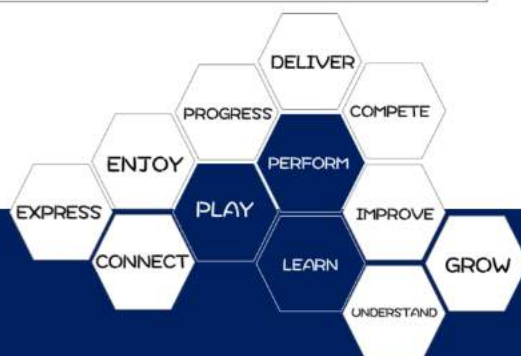 DELIVER
PROGRESS
COMPETE
ENJOY
PERFORM
EXPRESS
PLAY
IMPROVE
CONNECT
LEARN
GROW
UNDERSTAND